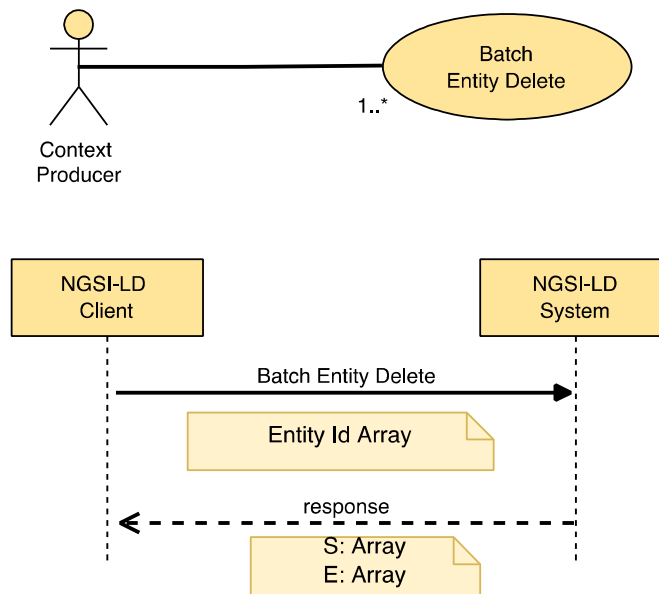 Batch
Entity Delete
1..*
Context
Producer
NGSI-LD
Client
NGSI-LD
System
Batch Entity Delete
Entity Id Array
response
S: Array
E: Array